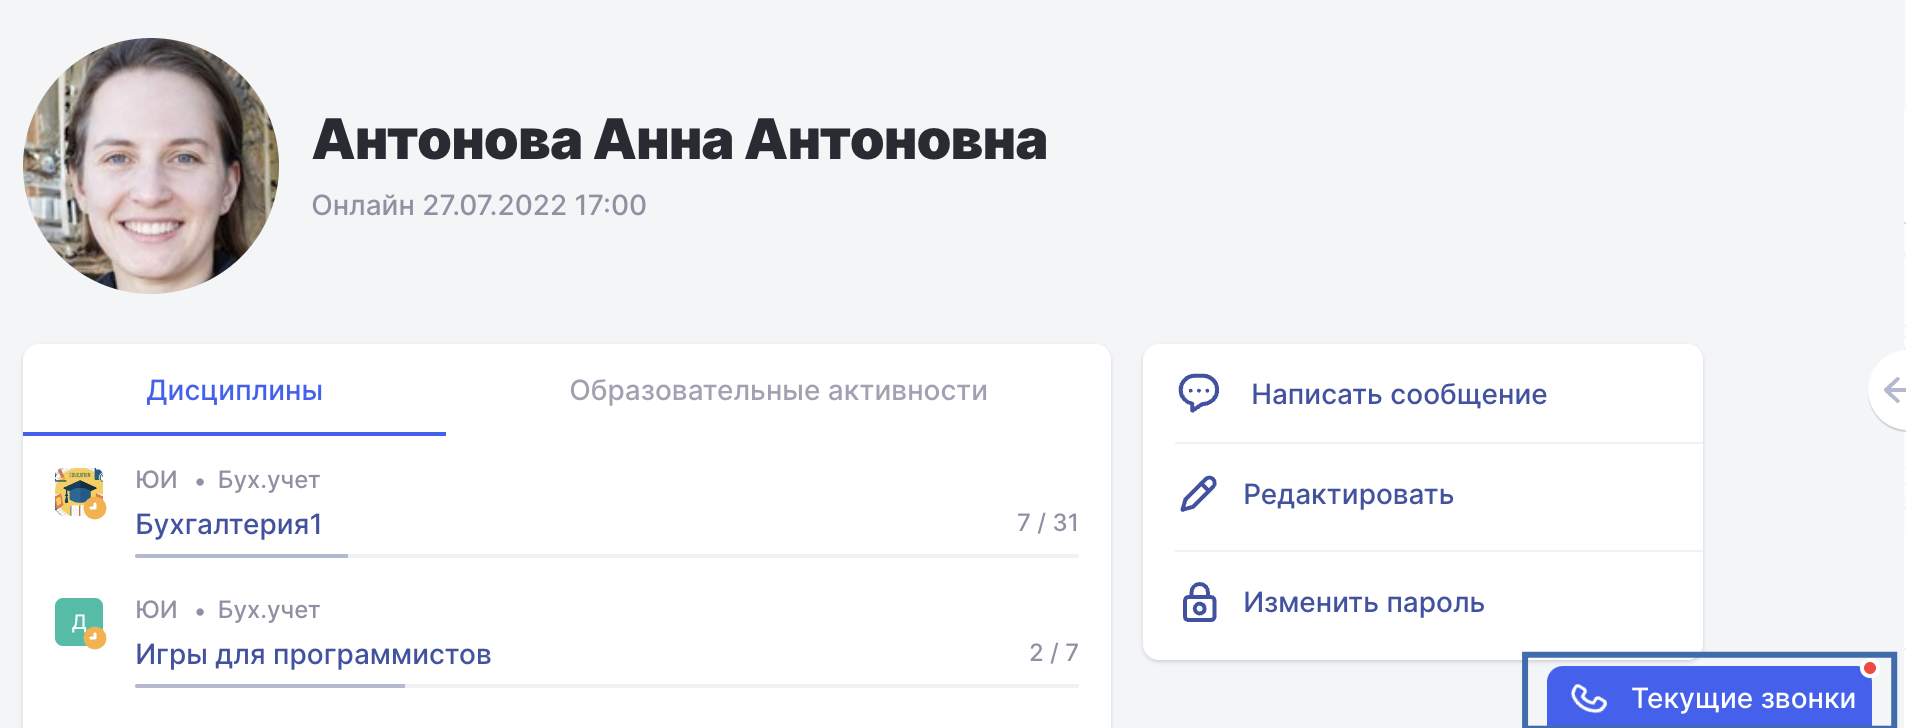 Антонова Анна Антоновна
Онлайн 27.07.2022 17:00
Дисциплины
Образовательные активности
ЮИ • Бух.учет
Бухгалтерия1
7 / 31
ЮИ • Бух.учет
Д
Игры для программистов
2 / 7
Написать сообщение
Редактировать
Изменить пароль
Текущие звонки